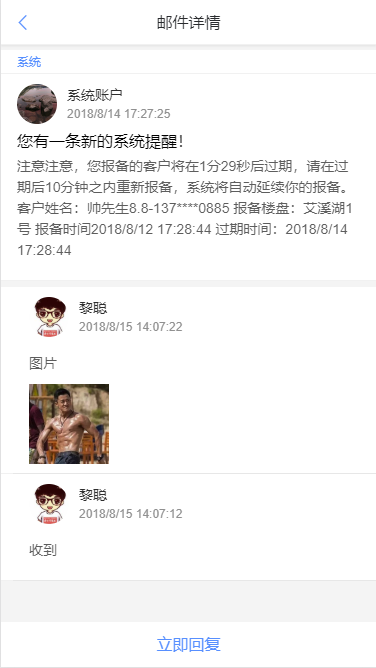 邮件详情
系统
系统账户
2018/8/14 17:27:25
您有一条新的系统提醒!
注意注意，您报备的客户将在1分29秒后过期，请在过
期后10分钟之内重新报备，系统将自动延续你的报备。
客户姓名：帅先生8.8-137****0885 报备楼盘：艾溪湖1
号 报备时间2018/8/12 17:28:44 过期时间：2018/8/14
17:28:44
黎聪
2018/8/15 14:07:22
图片
黎聪
2018/8/15 14:07:12
收到
立即回复